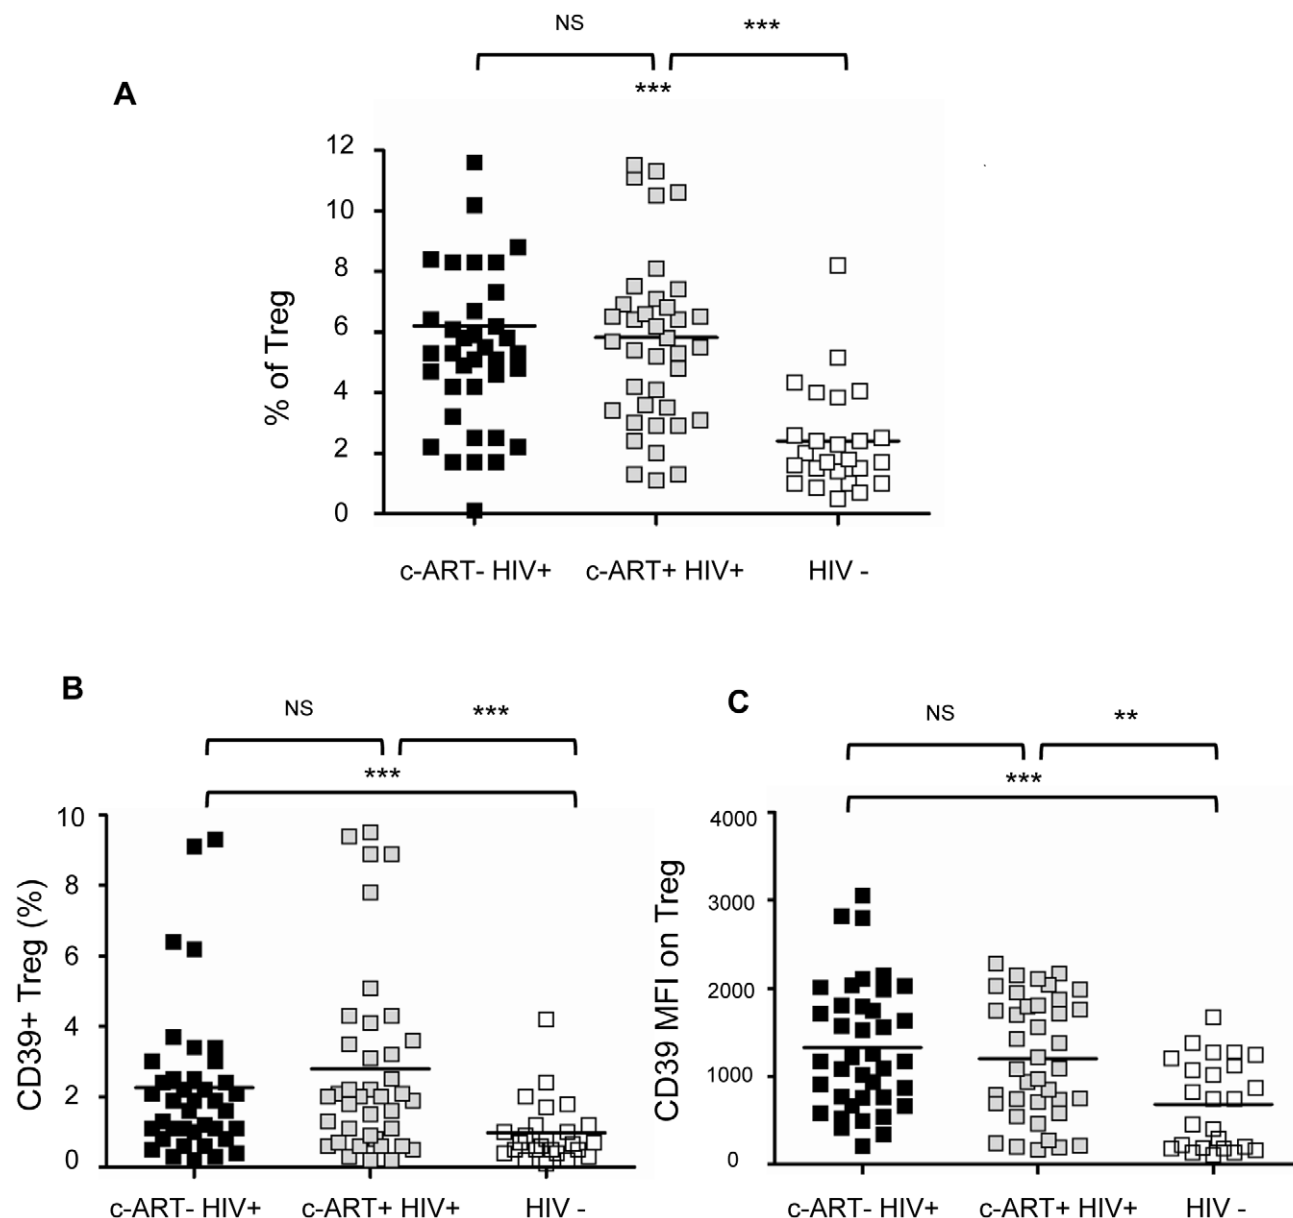 NS ***
***
A
12
10
8
6
4
2
0
% of Treg
c-ART- HIV+ c-ART+ HIV+ HIV -
B
NS ***
***
10
8
6
4
2
0
CD39+ Treg (%)
c-ART- HIV+ c-ART+ HIV+ HIV -
C
NS **
***
4000
3000
2000
1000
0
CD39 MFI on Treg
c-ART- HIV+ c-ART+ HIV+ HIV -